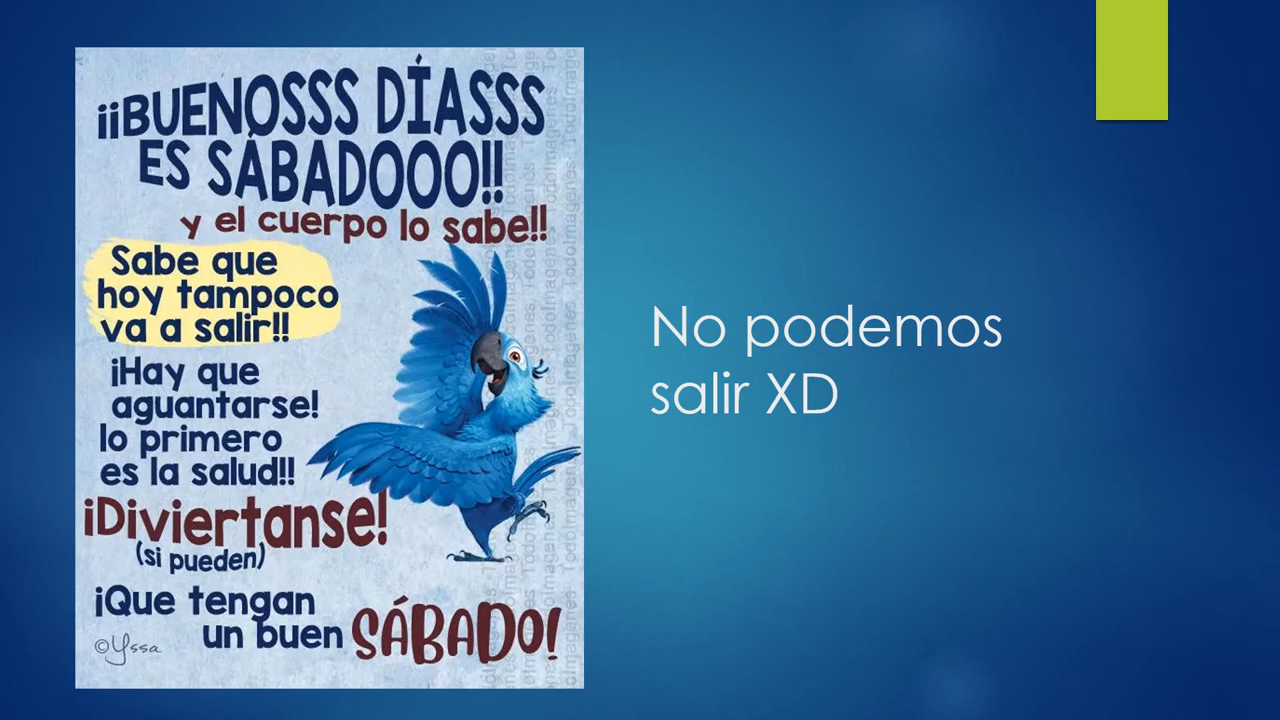 ¡¡BUENOSSS DÍASSS
ES SÁBADOOO!!
y el cuerpo lo sabe!!
Sabe que
hoy tampoco
va a salir!!
¡Hay que
aguantarse!
lo primero
es la salud!!
¡Diviertanse!
(si pueden)
¡Que tengan
un buen SÁBADO!
©Yssa
TodoImagenes
No podemos
salir XD